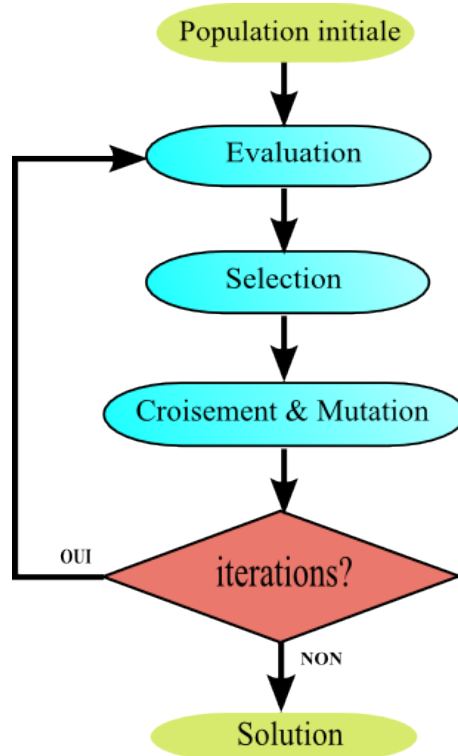 Population initiale
Evaluation
Selection
Croisement & Mutation
iterations?
OUI
NON
Solution